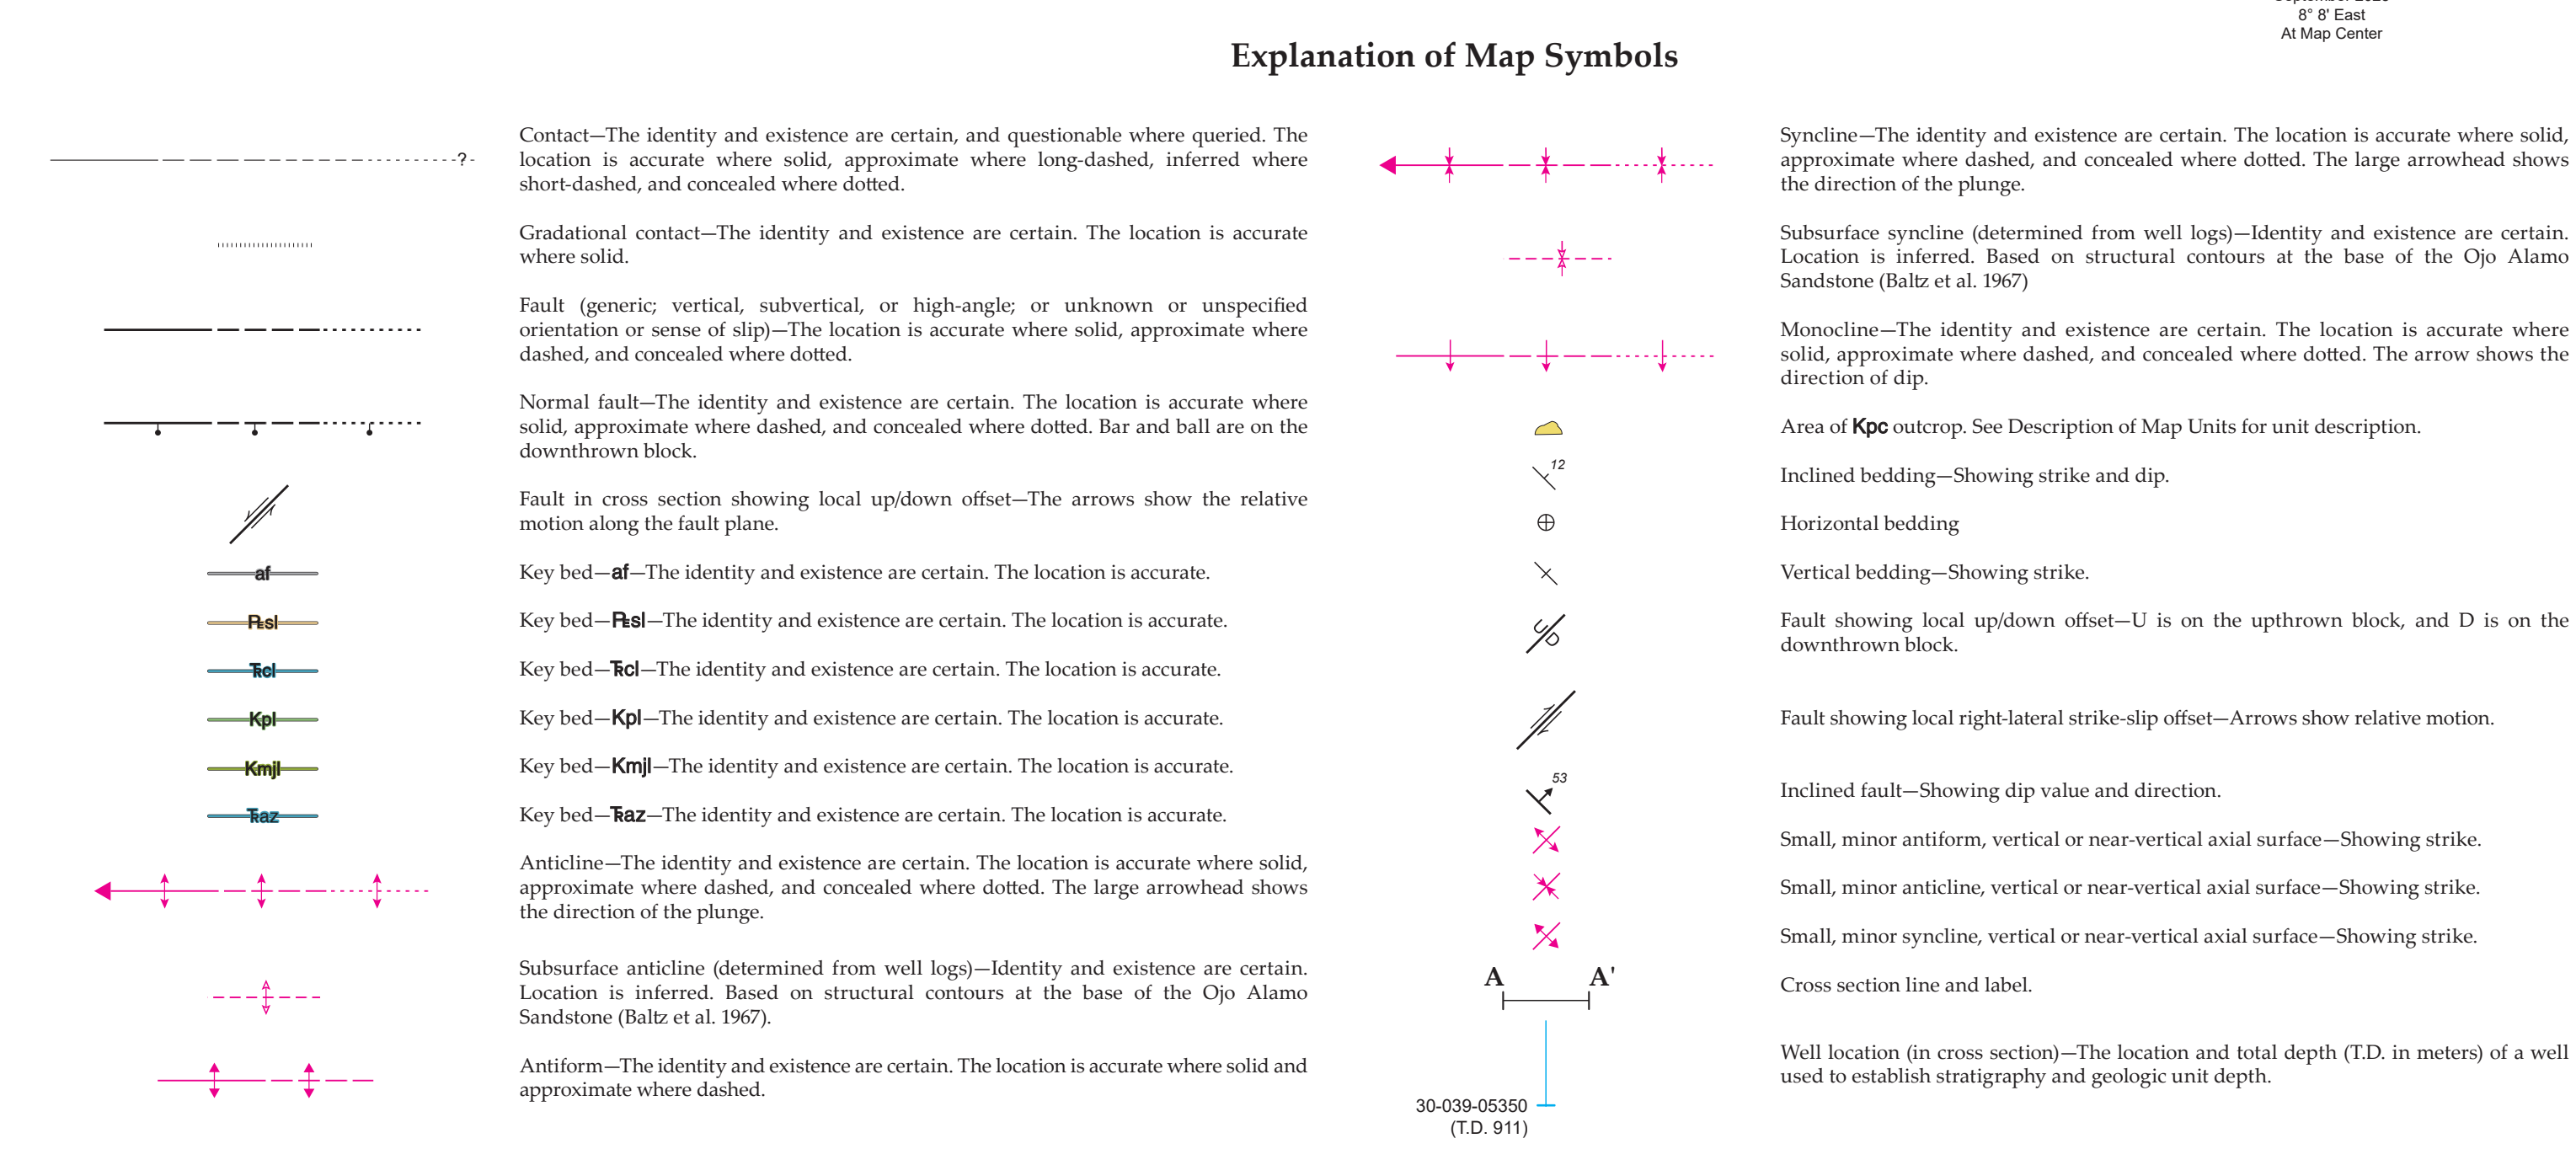 8° 8' East
At Map Center
Explanation of Map Symbols
?
Contact—The identity and existence are certain, and questionable where queried. The
location is accurate where solid, approximate where long-dashed, inferred where
short-dashed, and concealed where dotted.
Gradational contact—The identity and existence are certain. The location is accurate
where solid.
Fault (generic; vertical, subvertical, or high-angle; or unknown or unspecified
orientation or sense of slip)—The location is accurate where solid, approximate where
dashed, and concealed where dotted.
Normal fault—The identity and existence are certain. The location is accurate where
solid, approximate where dashed, and concealed where dotted. Bar and ball are on the
downthrown block.
Fault in cross section showing local up/down offset—The arrows show the relative
motion along the fault plane.
af
Key bed—af—The identity and existence are certain. The location is accurate.
₽sl
Key bed—₽sl—The identity and existence are certain. The location is accurate.
TRcl
Key bed—TRcl—The identity and existence are certain. The location is accurate.
Kpl
Key bed—Kpl—The identity and existence are certain. The location is accurate.
Kmjl
Key bed—Kmjl—The identity and existence are certain. The location is accurate.
TRaz
Key bed—TRaz—The identity and existence are certain. The location is accurate.
Anticline—The identity and existence are certain. The location is accurate where solid,
approximate where dashed, and concealed where dotted. The large arrowhead shows
the direction of the plunge.
Subsurface anticline (determined from well logs)—Identity and existence are certain.
Location is inferred. Based on structural contours at the base of the Ojo Alamo
Sandstone (Baltz et al. 1967).
Antiform—The identity and existence are certain. The location is accurate where solid and
approximate where dashed.
Syncline—The identity and existence are certain. The location is accurate where solid,
approximate where dashed, and concealed where dotted. The large arrowhead shows
the direction of the plunge.
Subsurface syncline (determined from well logs)—Identity and existence are certain.
Location is inferred. Based on structural contours at the base of the Ojo Alamo
Sandstone (Baltz et al. 1967)
Monocline—The identity and existence are certain. The location is accurate where
solid, approximate where dashed, and concealed where dotted. The arrow shows the
direction of dip.
Area of Kpc outcrop. See Description of Map Units for unit description.
12
Inclined bedding—Showing strike and dip.
Horizontal bedding
Vertical bedding—Showing strike.
U
D
Fault showing local up/down offset—U is on the upthrown block, and D is on the
downthrown block.
Fault showing local right-lateral strike-slip offset—Arrows show relative motion.
53
Inclined fault—Showing dip value and direction.
Small, minor antiform, vertical or near-vertical axial surface—Showing strike.
Small, minor anticline, vertical or near-vertical axial surface—Showing strike.
Small, minor syncline, vertical or near-vertical axial surface—Showing strike.
A A'
Cross section line and label.
Well location (in cross section)—The location and total depth (T.D. in meters) of a well
used to establish stratigraphy and geologic unit depth.
30-039-05350
(T.D. 911)